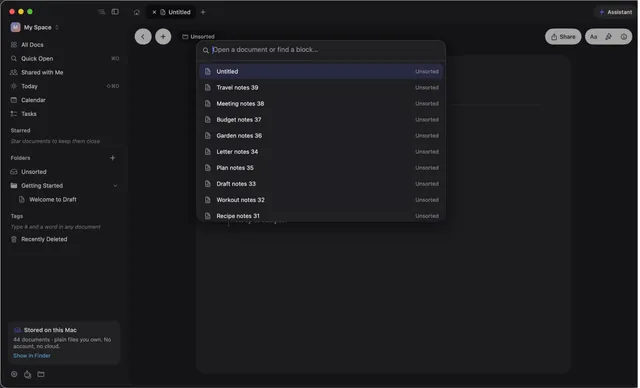 Untitled
Assistant
M My Space
All Docs
Quick Open ⌘O
Shared with Me
Today ⇧⌘D
Calendar
Tasks
Starred
Star documents to keep them close.
Folders
Unsorted
Getting Started
Welcome to Draft
Tags
Type # and a word in any document
Recently Deleted
Stored on this Mac
44 documents · plain files you own. No
account, no cloud.
Show in Finder
Unsorted
Share
Aa
Open a document or find a block...
Untitled Unsorted
Travel notes 39 Unsorted
Meeting notes 38 Unsorted
Budget notes 37 Unsorted
Garden notes 36 Unsorted
Letter notes 34 Unsorted
Plan notes 35 Unsorted
Draft notes 33 Unsorted
Workout notes 32 Unsorted
Recipe notes 31 Unsorted